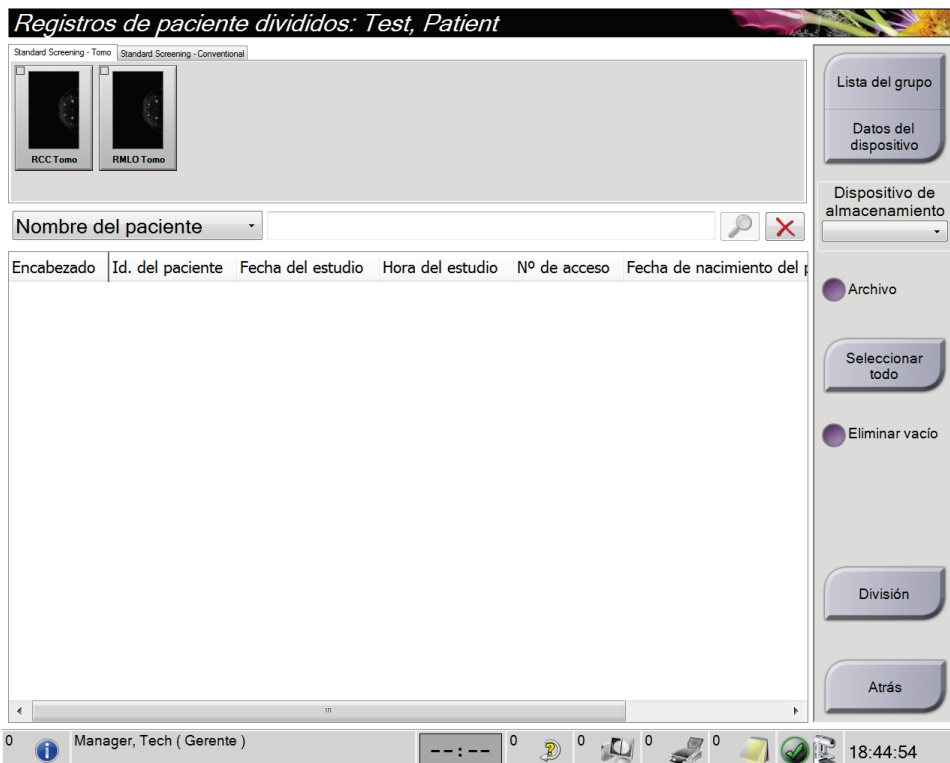 Registros de paciente divididos: Test, Patient
Standard Screening - Tomo
Standard Screening - Conventional
RCC Tomo
RMLO Tomo
Nombre del paciente
Encabezado Id. del paciente Fecha del estudio Hora del estudio Nº de acceso Fecha de nacimiento del
Lista del grupo
Datos del
dispositivo
Dispositivo de
almacenamiento
Archivo
Seleccionar
todo
Eliminar vacío
División
Atrás
0 Manager, Tech ( Gerente ) --:-- 0 0 0 0 18:44:54